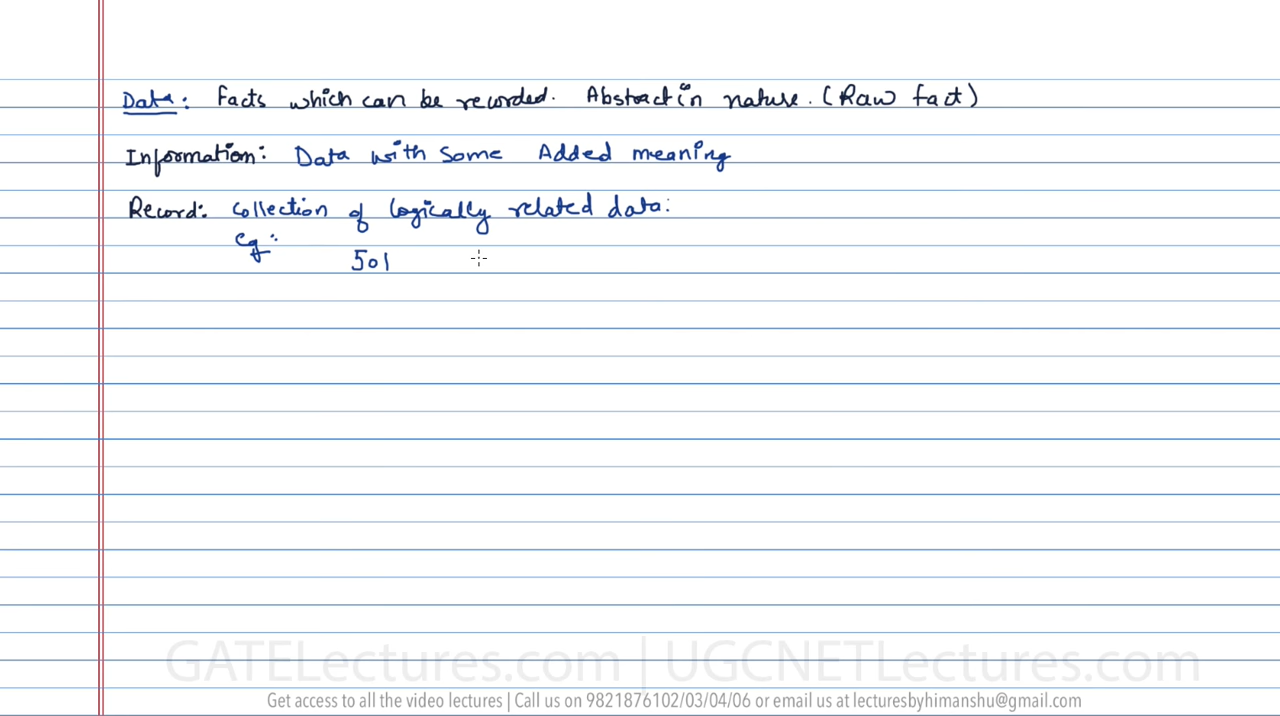 Data: Facts which can be recorded. Abstract in nature. (Raw fact)
Information: Data with Some Added meaning
Record: Collection of logically related data:
eg:
501
GATELectures.com | UGCNETLectures.com
Get access to all the video lectures | Call us on 9821876102/03/04/06 or email us at lecturesbyhimanshu@gmail.com